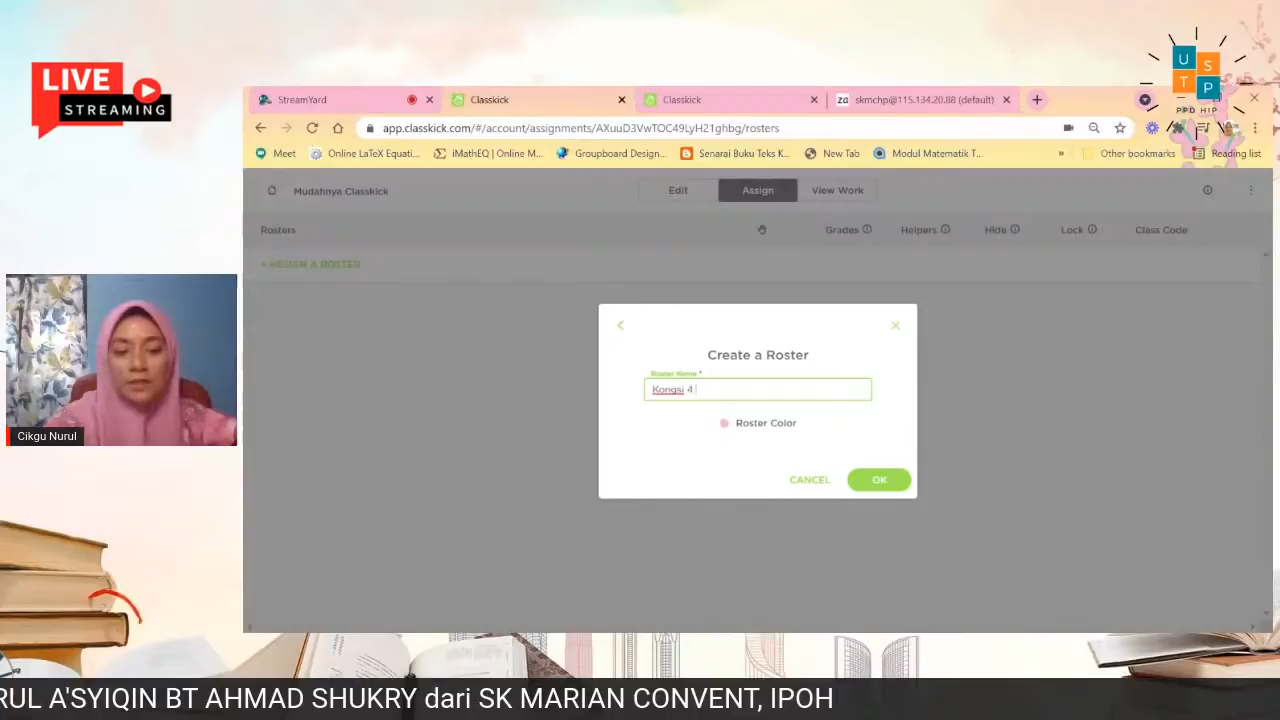 LIVE
STREAMING
U S
T P
PPD HIP
StreamYard
Classkick
Classkick
za
skmchp@115.134.20.88 (default)
app.classkick.com/#/account/assignments/AXuuD3VwTOC49LyH21ghbg/rosters
Meet
Online LaTeX Equati...
iMathEQ | Online M...
Groupboard Design...
Senarai Buku Teks K...
New Tab
Modul Matematik T...
»
Other bookmarks
Reading list
Mudahnya Classkick
Edit
Assign
View Work
Rosters
Grades
Helpers
Hide
Lock
Class Code
+ ASSIGN A ROSTER
Create a Roster
Roster Name *
Kongsi 4
Roster Color
CANCEL
OK
Cikgu Nurul
RUL A'SYIQIN BT AHMAD SHUKRY dari SK MARIAN CONVENT, IPOH